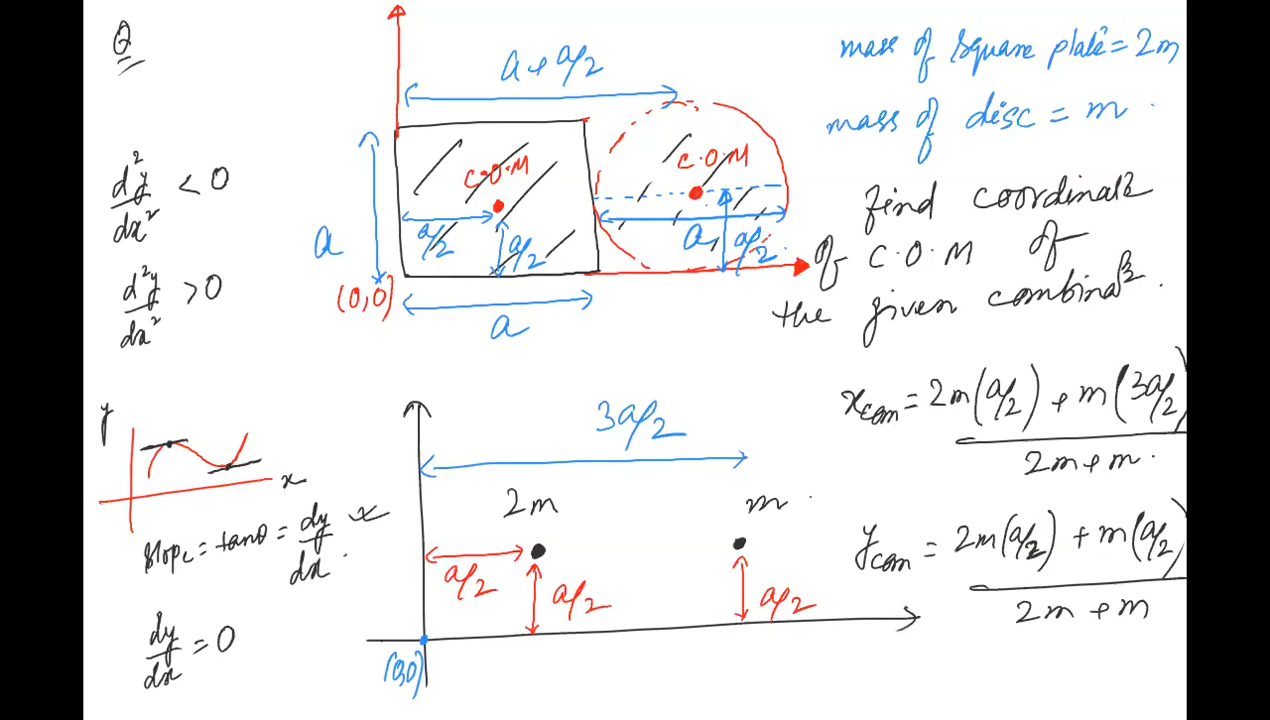 Q
a + a/2
mass of square plate = 2m
mass of disc = m.
C.O.M
C.O.M
d²y/dx² < 0
a/2
a/2
a
a
a/2
(0,0)
a
find coordinate
of C.O.M of
the given combinat
d²y/dx² > 0
y
x
slope = tanθ = dy/dx
x
dy/dx = 0
3a/2
2m
m
a/2
a/2
a/2
(0,0)
xcom = 2m(a/2) + m(3a/2)
2m + m.
ycom = 2m(a/2) + m(a/2)
2m + m